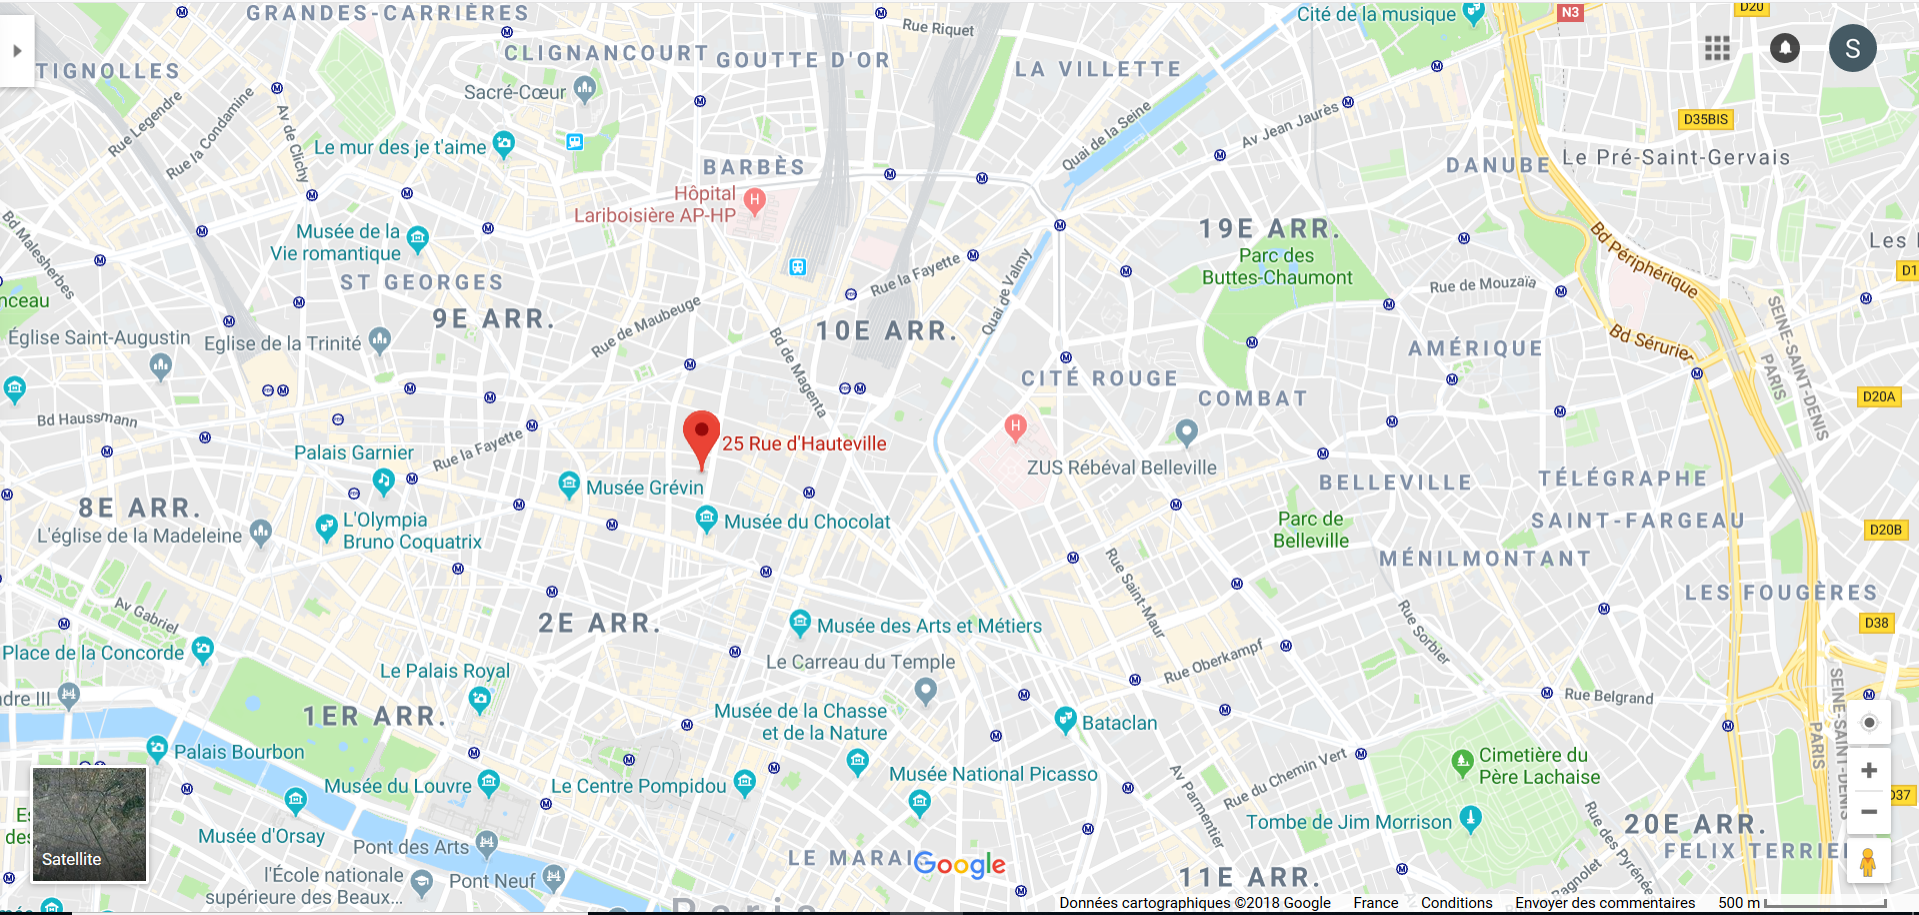 GRANDES-CARRIÈRES
Rue Riquet
Cité de la musique
N3
D20
S
CLIGNANCOURT
GOUTTE D'OR
LA VILLETTE
TIGNOLLES
Sacré-Cœur
Rue Legendre
Rue la Condamine
Av de Clichy
Le mur des je t'aime
Quai de la Seine
Av Jean Jaurès
D35BIS
BARBÈS
DANUBE
Le Pré-Saint-Gervais
Hôpital
Lariboisière AP-HP
Bd Malesherbes
Musée de la
Vie romantique
19E ARR.
Parc des
Buttes-Chaumont
Bd Périphérique
Les
D1
ST GEORGES
Rue la Fayette
Quai de Valmy
Rue de Mouzaïa
nceau
9E ARR.
10E ARR.
Rue de Maubeuge
Bd de Magenta
Bd Sérurier
SEINE-SAINT-DENIS
PARIS
Église Saint-Augustin
Eglise de la Trinité
AMÉRIQUE
CITÉ ROUGE
COMBAT
D20A
Bd Haussmann
25 Rue d'Hauteville
Palais Garnier
Rue la Fayette
ZUS Rébéval Belleville
BELLEVILLE
TÉLÉGRAPHE
Musée Grévin
8E ARR.
L'église de la Madeleine
L'Olympia
Bruno Coquatrix
Musée du Chocolat
Parc de
Belleville
SAINT-FARGEAU
D20B
MÉNILMONTANT
Rue Saint-Maur
LES FOUGÈRES
Av Gabriel
2E ARR.
Musée des Arts et Métiers
D38
Rue Sorbier
Place de la Concorde
Le Carreau du Temple
Rue Oberkampf
Le Palais Royal
dre III
Rue Belgrand
SEINE-SAINT-DENIS
PARIS
1ER ARR.
Musée de la Chasse
et de la Nature
Bataclan
Palais Bourbon
Cimetière du
Père Lachaise
Musée du Louvre
Le Centre Pompidou
Musée National Picasso
Av Parmentier
Rue du Chemin Vert
D37
Musée d'Orsay
Tombe de Jim Morrison
Rue des Pyrénée
20E ARR.
Es
des
Satellite
Pont des Arts
LE MARAI
Google
FELIX TERRIE
l'École nationale
supérieure des Beaux...
Pont Neuf
11E ARR.
Bagnolet
Paris
Données cartographiques ©2018 Google
France
Conditions
Envoyer des commentaires
500 m